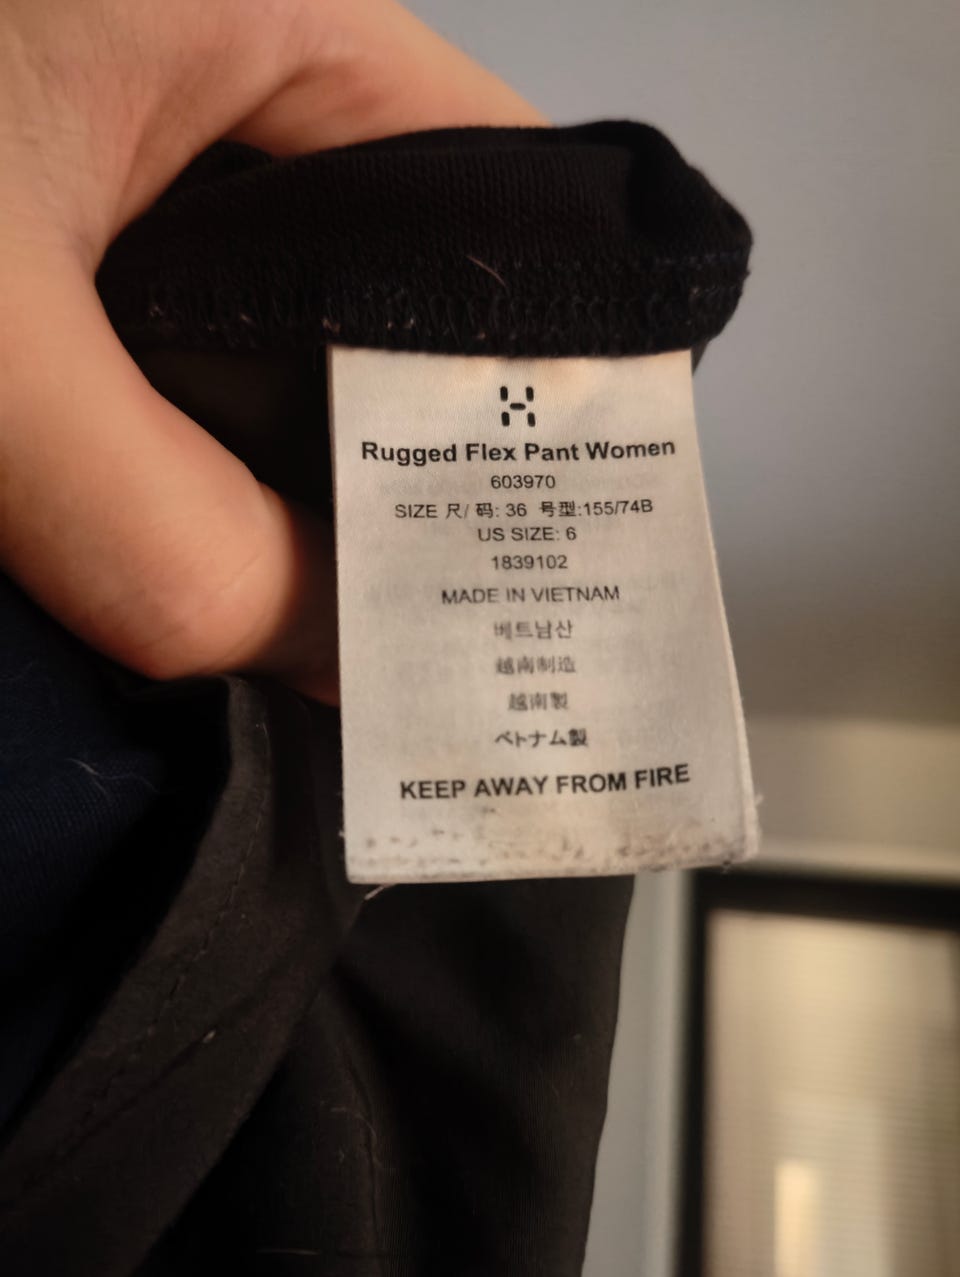 Rugged Flex Pant Women
603970
SIZE 尺/ 码: 36 号型:155/74B
US SIZE: 6
1839102
MADE IN VIETNAM
베트남산
越南制造
越南製
ベトナム製
KEEP AWAY FROM FIRE